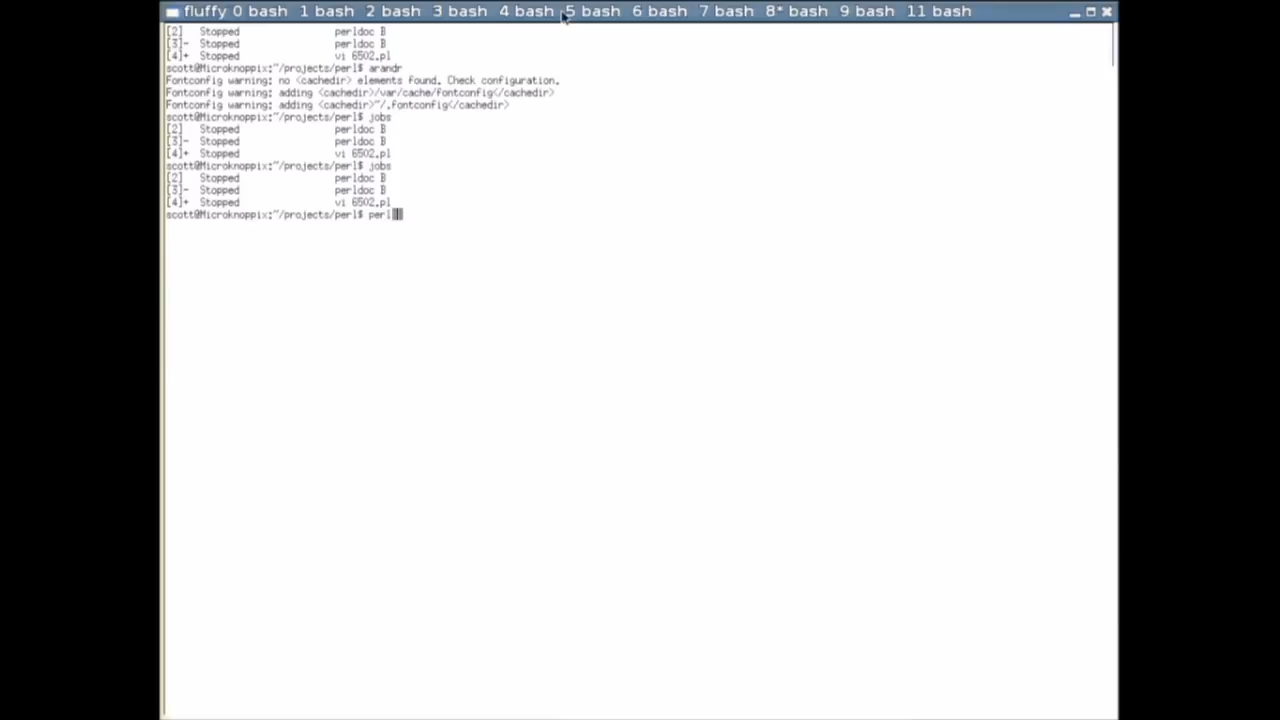 fluffy 0 bash 1 bash 2 bash 3 bash 4 bash 5 bash 6 bash 7 bash 8* bash 9 bash 11 bash
[2] Stopped perldoc B
[3]- Stopped perldoc B
[4]+ Stopped vi 6502.pl
scott@Microknoppix:~/projects/perl$ arandr
Fontconfig warning: no <cachedir> elements found. Check configuration.
Fontconfig warning: adding <cachedir>/var/cache/fontconfig</cachedir>
Fontconfig warning: adding <cachedir>~/.fontconfig</cachedir>
scott@Microknoppix:~/projects/perl$ jobs
[2] Stopped perldoc B
[3]- Stopped perldoc B
[4]+ Stopped vi 6502.pl
scott@Microknoppix:~/projects/perl$ jobs
[2] Stopped perldoc B
[3]- Stopped perldoc B
[4]+ Stopped vi 6502.pl
scott@Microknoppix:~/projects/perl$ perl